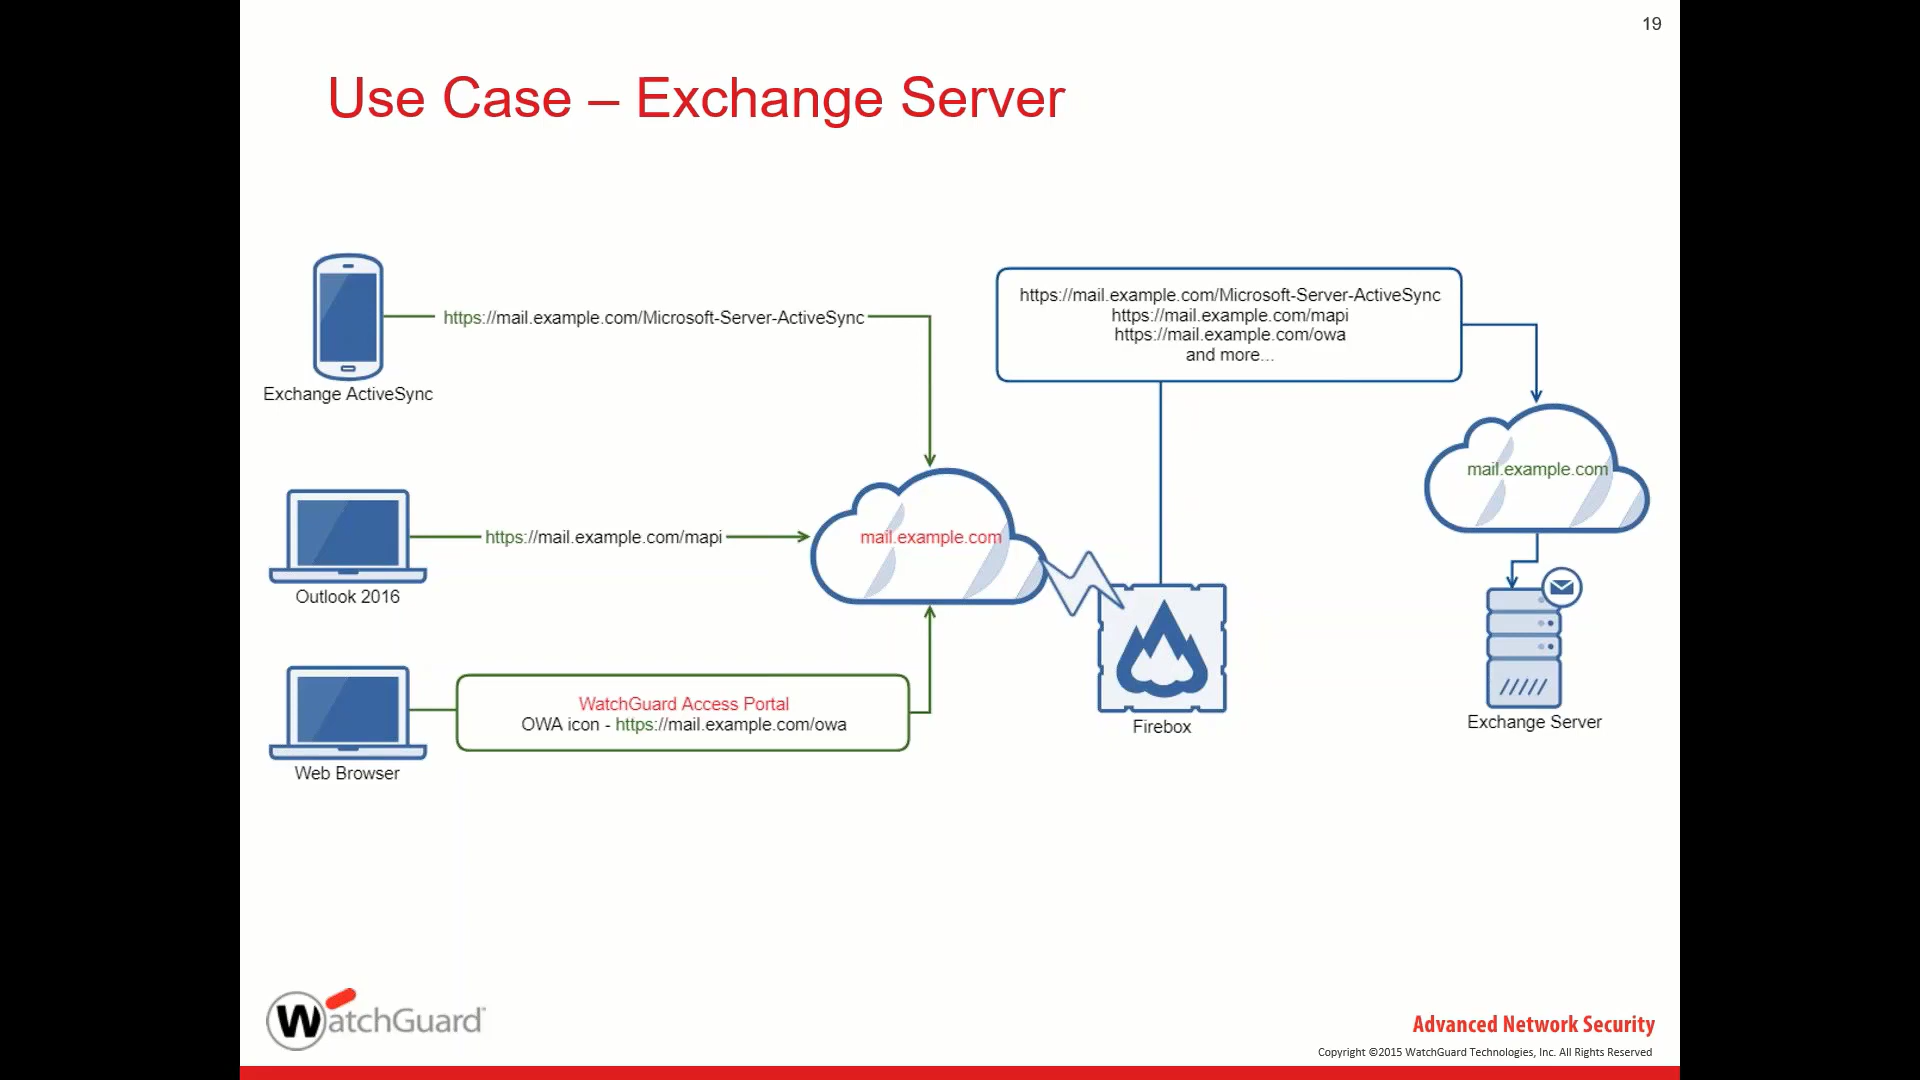 19
Use Case – Exchange Server
https://mail.example.com/Microsoft-Server-ActiveSync
Exchange ActiveSync
https://mail.example.com/mapi
Outlook 2016
WatchGuard Access Portal
OWA icon - https://mail.example.com/owa
Web Browser
mail.example.com
https://mail.example.com/Microsoft-Server-ActiveSync
https://mail.example.com/mapi
https://mail.example.com/owa
and more...
Firebox
mail.example.com
Exchange Server
WatchGuard
Advanced Network Security
Copyright ©2015 WatchGuard Technologies, Inc. All Rights Reserved